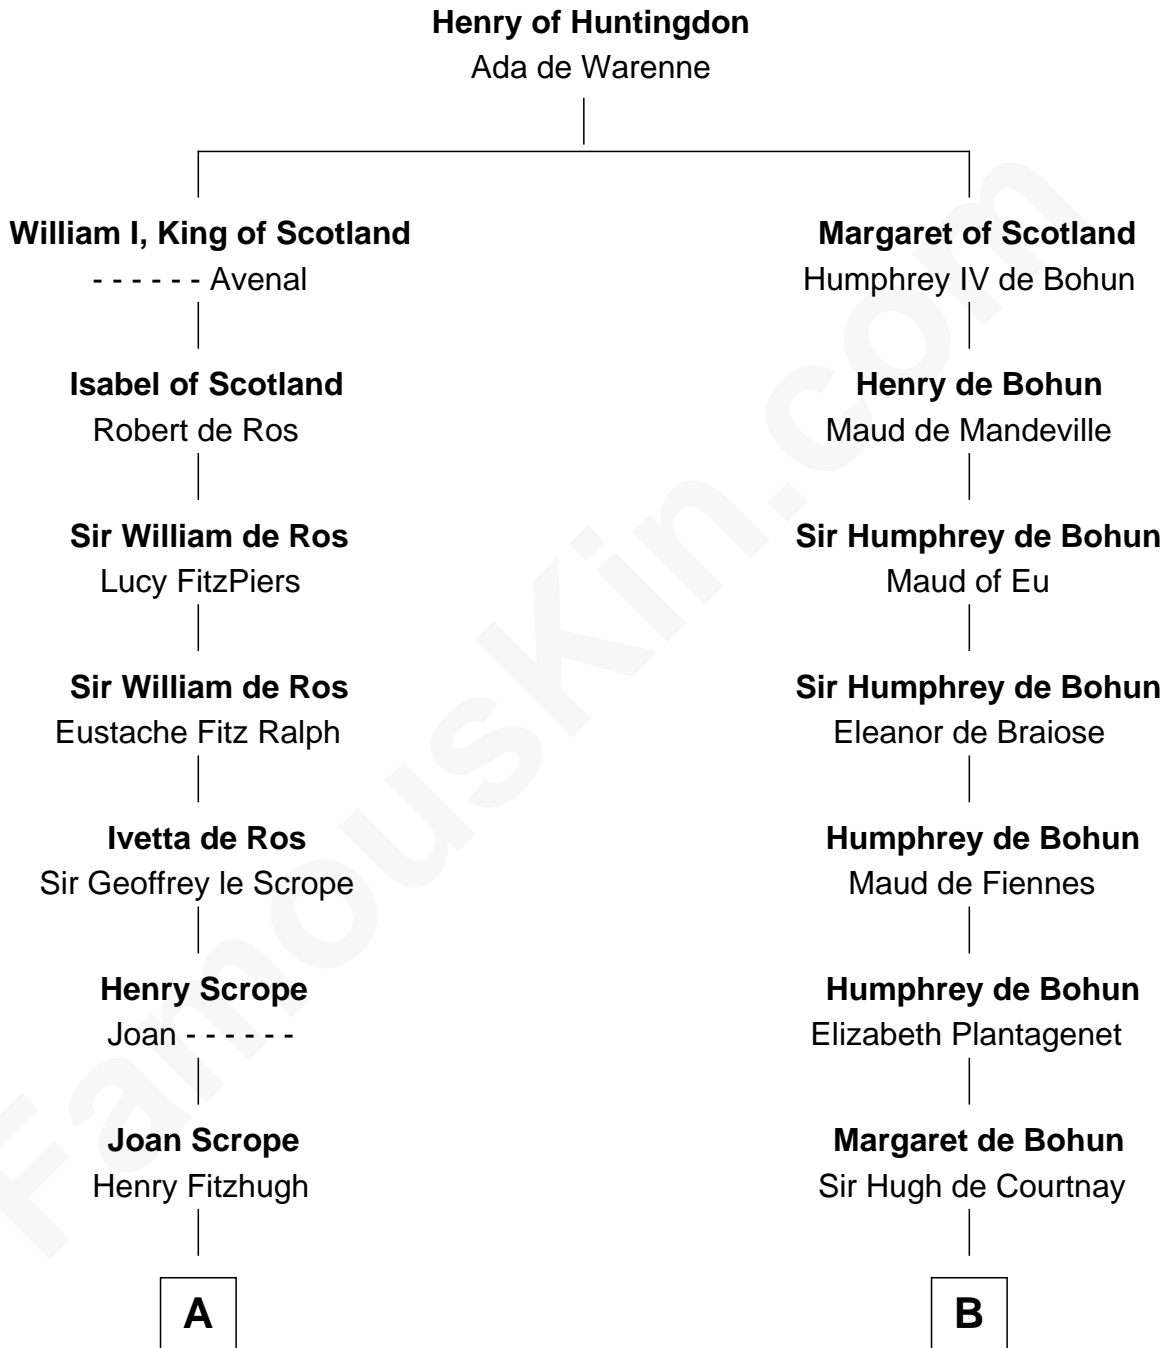 Henry of Huntingdon
Ada de Warenne
William I, King of Scotland
- - - - - - Avenal
Isabel of Scotland
Robert de Ros
Sir William de Ros
Lucy FitzPiers
Sir William de Ros
Eustache Fitz Ralph
Ivetta de Ros
Sir Geoffrey le Scrope
Henry Scrope
Joan - - - - - -
Joan Scrope
Henry Fitzhugh
A
Margaret of Scotland
Humphrey IV de Bohun
Henry de Bohun
Maud de Mandeville
Sir Humphrey de Bohun
Maud of Eu
Sir Humphrey de Bohun
Eleanor de Braiose
Humphrey de Bohun
Maud de Fiennes
Humphrey de Bohun
Elizabeth Plantagenet
Margaret de Bohun
Sir Hugh de Courtnay
B
FamousKin.com